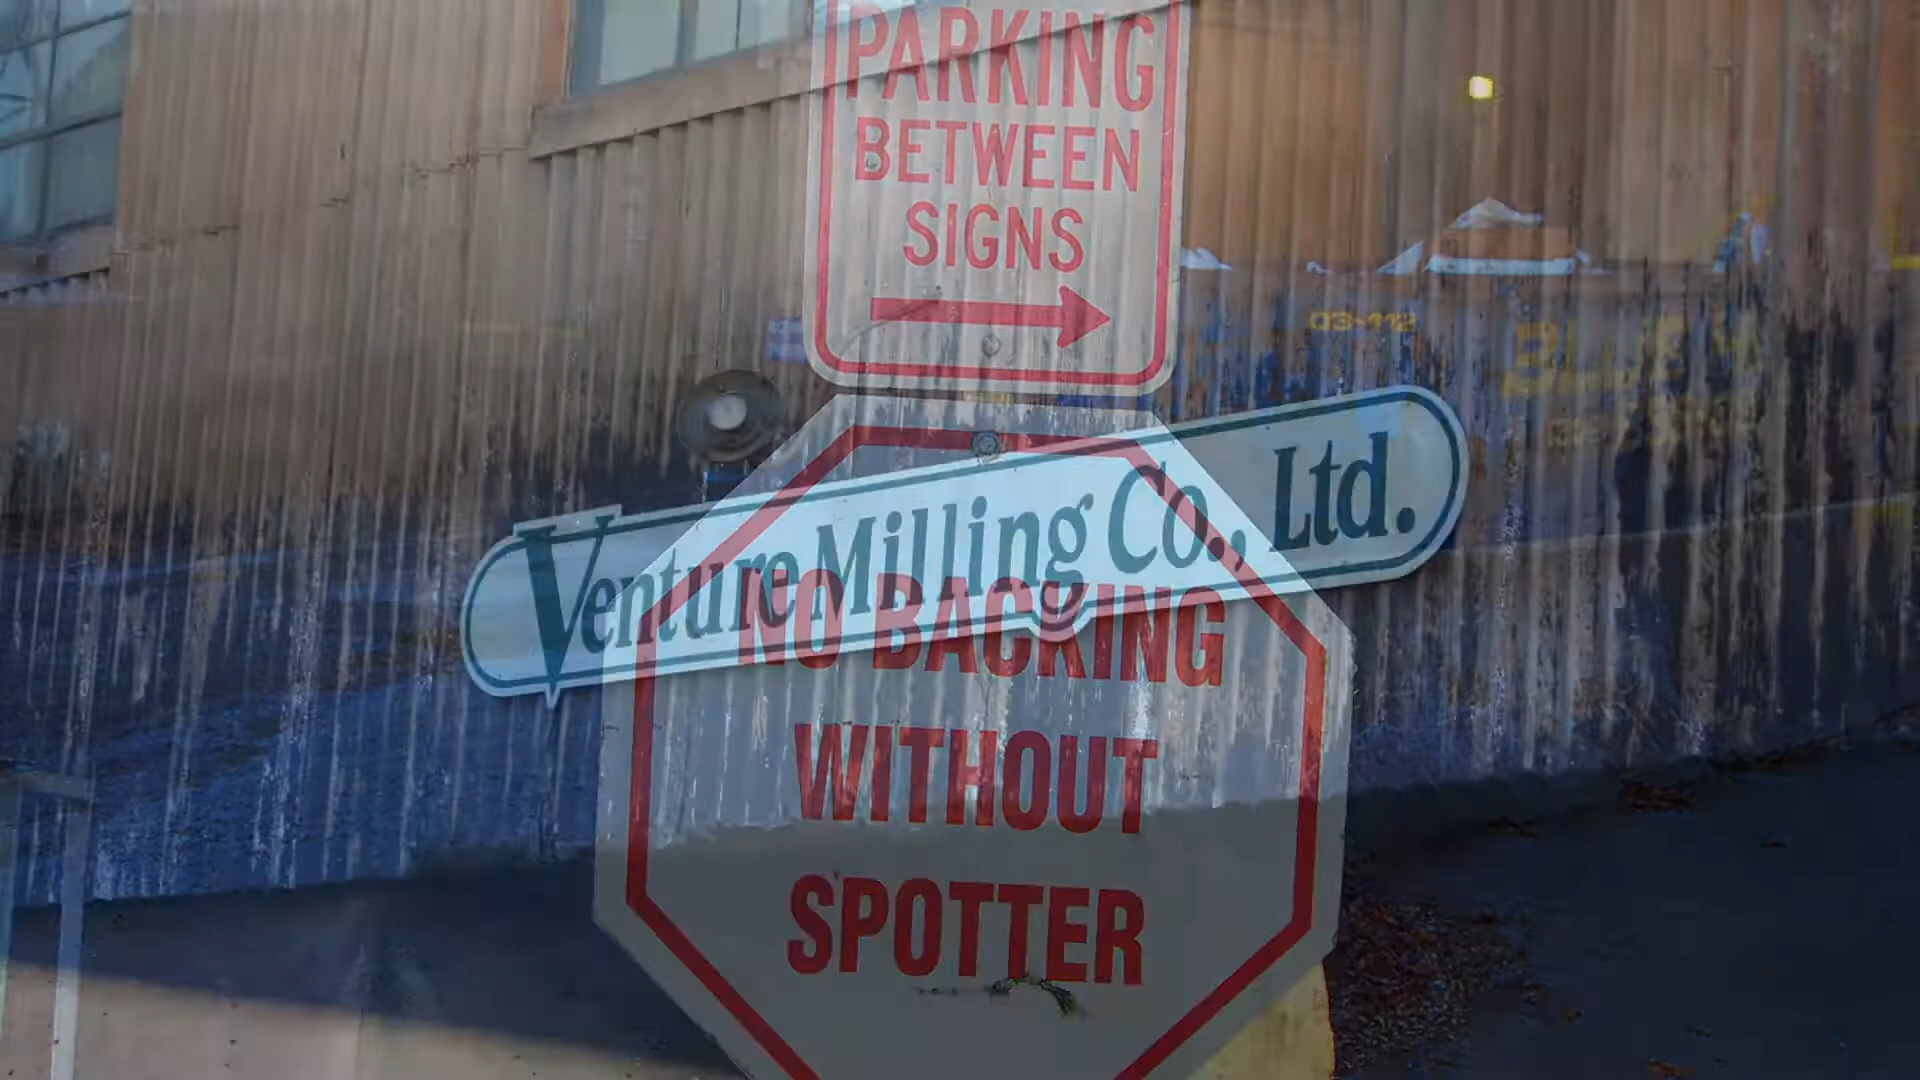 PARKING
BETWEEN
SIGNS
03-112
Venture Milling Co., Ltd.
NO BACKING
WITHOUT
SPOTTER